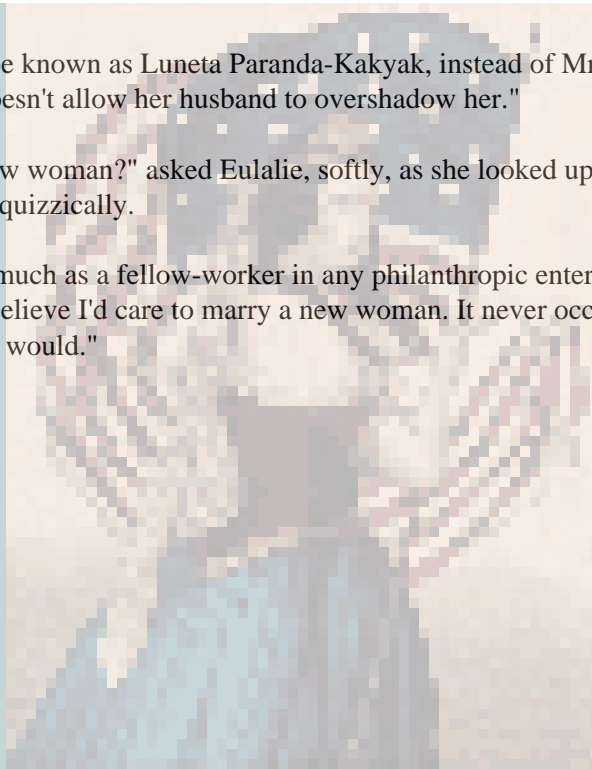 e known as Luneta Paranda-Kakyak, instead of Mr
oesn't allow her husband to overshadow her."
w woman?" asked Eulalie, softly, as she looked up
quizzically.
much as a fellow-worker in any philanthropic enter
elieve I'd care to marry a new woman. It never occ
would."